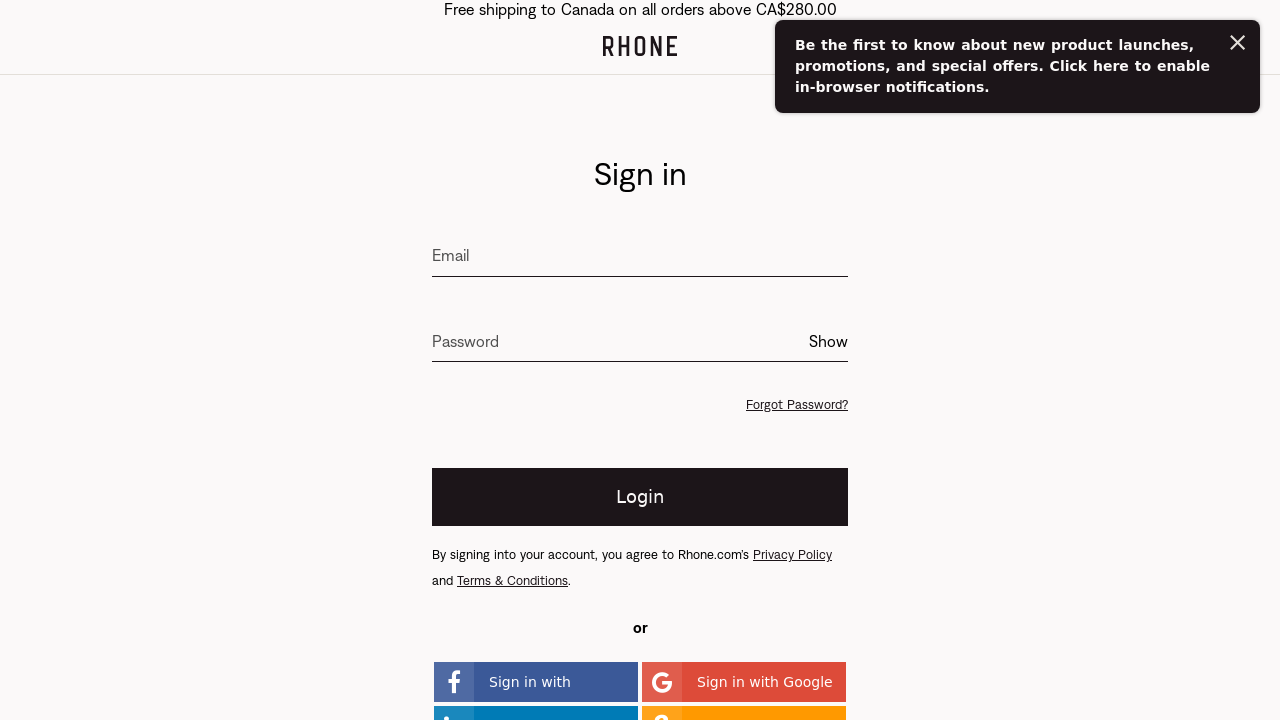 Free shipping to Canada on all orders above CA$280.00
RHONE
Be the first to know about new product launches,
promotions, and special offers. Click here to enable
in-browser notifications.
Sign in
Email
Password
Show
Forgot Password?
Login
By signing into your account, you agree to Rhone.com's Privacy Policy
and Terms & Conditions.
or
Sign in with
Sign in with Google